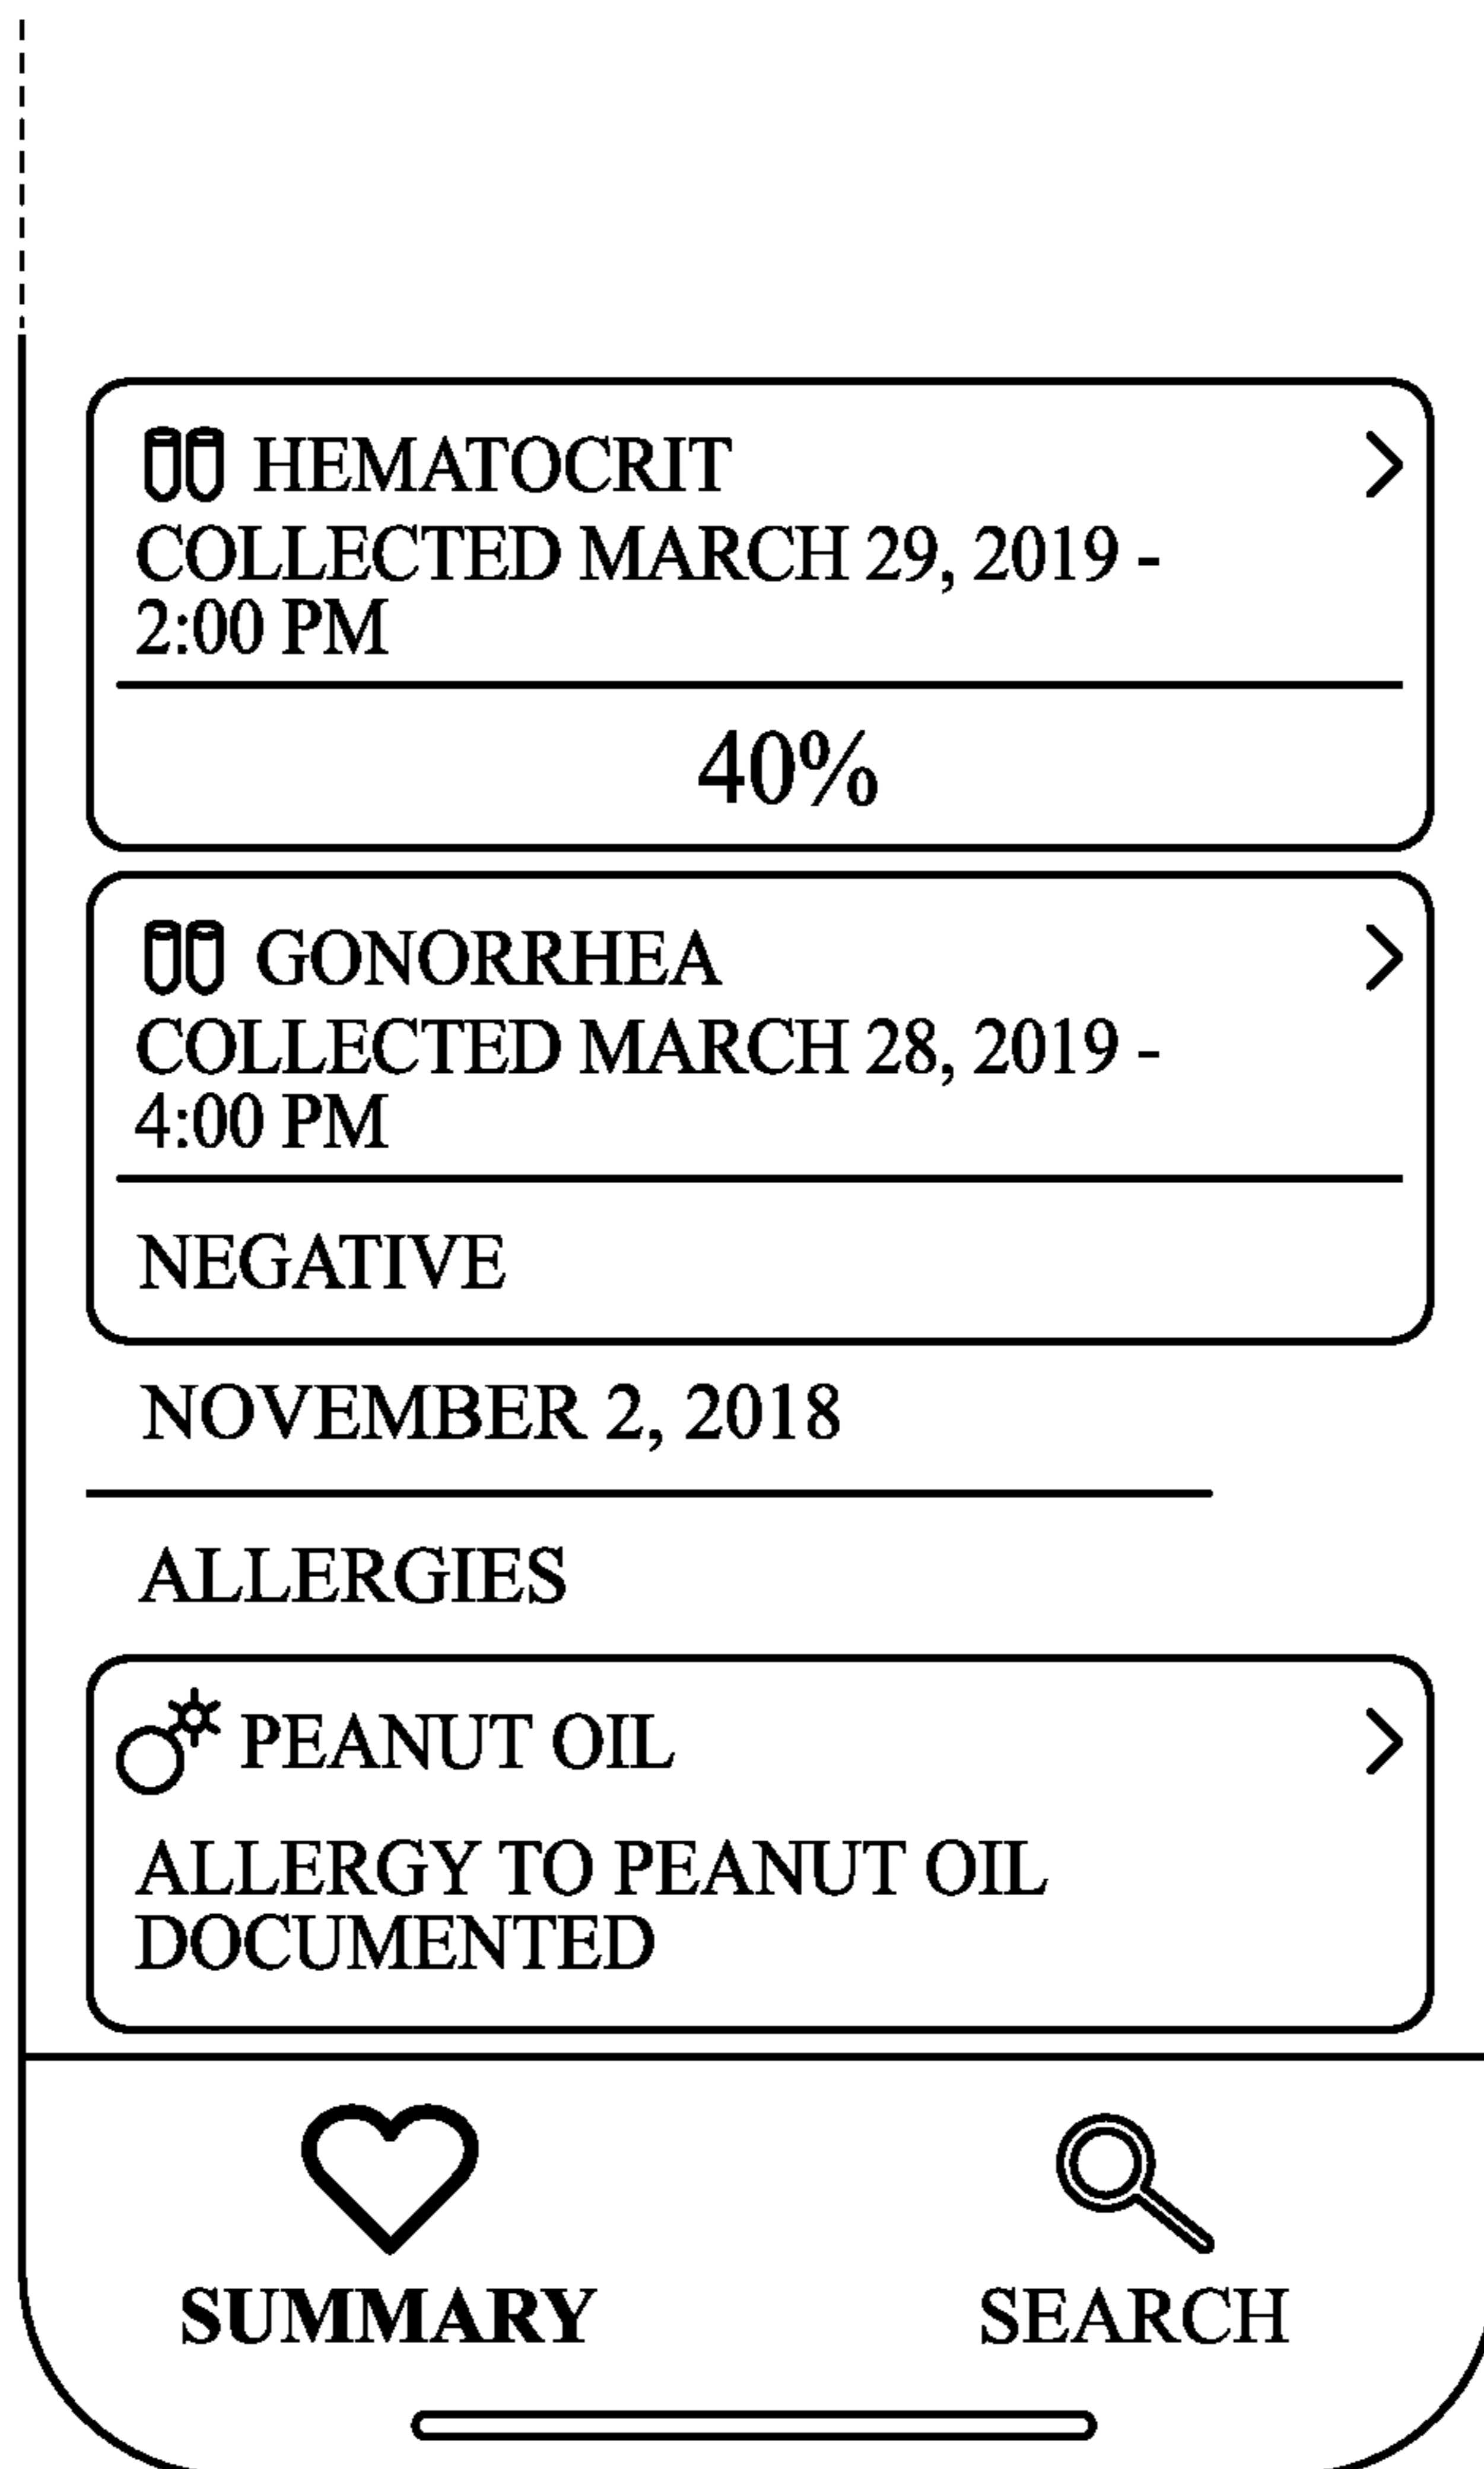 HEMATOCRIT
COLLECTED MARCH 29, 2019 -
2:00 PM
40%
GONORRHEA
COLLECTED MARCH 28, 2019 -
4:00 PM
NEGATIVE
NOVEMBER 2, 2018
ALLERGIES
PEANUT OIL
ALLERGY TO PEANUT OIL
DOCUMENTED
SUMMARY
SEARCH